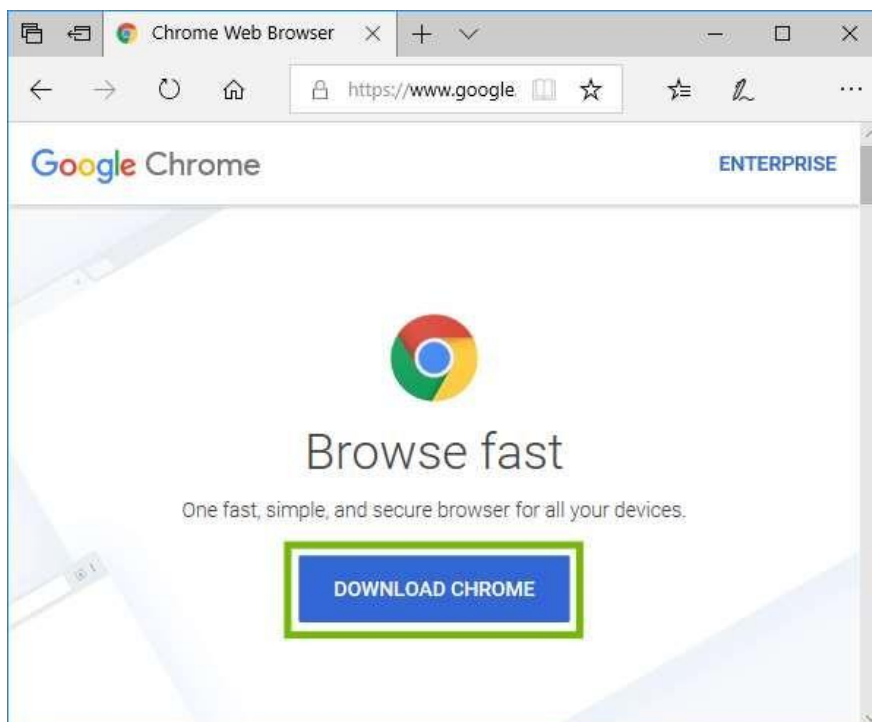 Chrome Web Browser
https://www.google
Google Chrome
ENTERPRISE
Browse fast
One fast, simple, and secure browser for all your devices.
DOWNLOAD CHROME